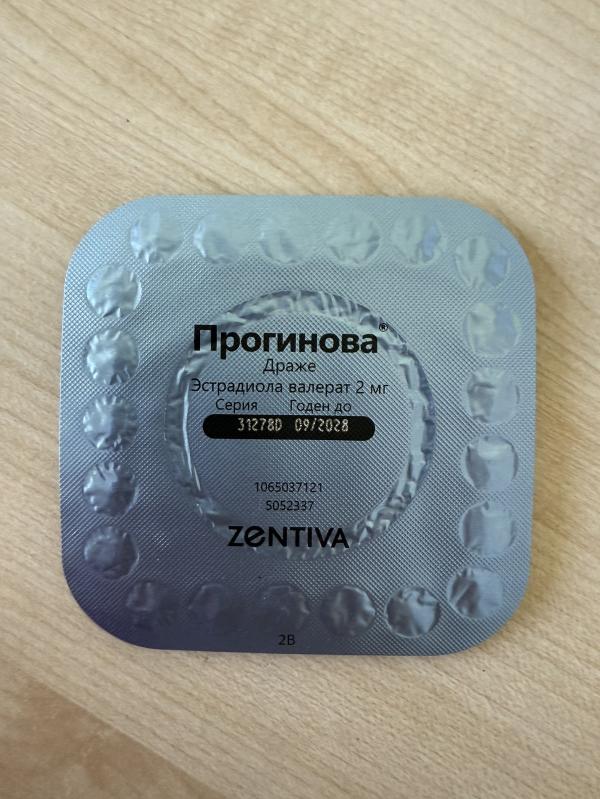 Прогинова®
Драже
Эстрадиола валерат 2 мг
Серия Годен до
31278D 09/2028
1065037121
5052337
ZENTIVA
2B